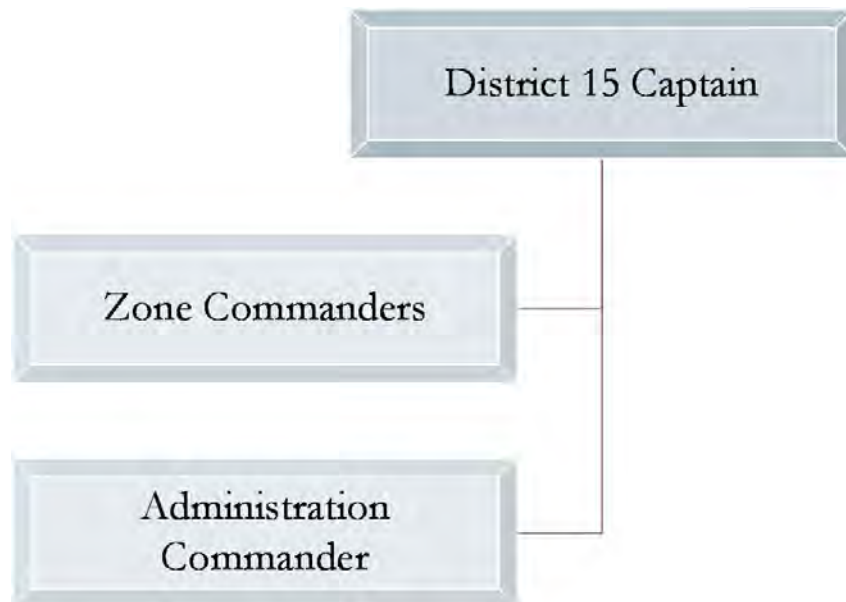 District 15 Captain
Zone Commanders
Administration
Commander